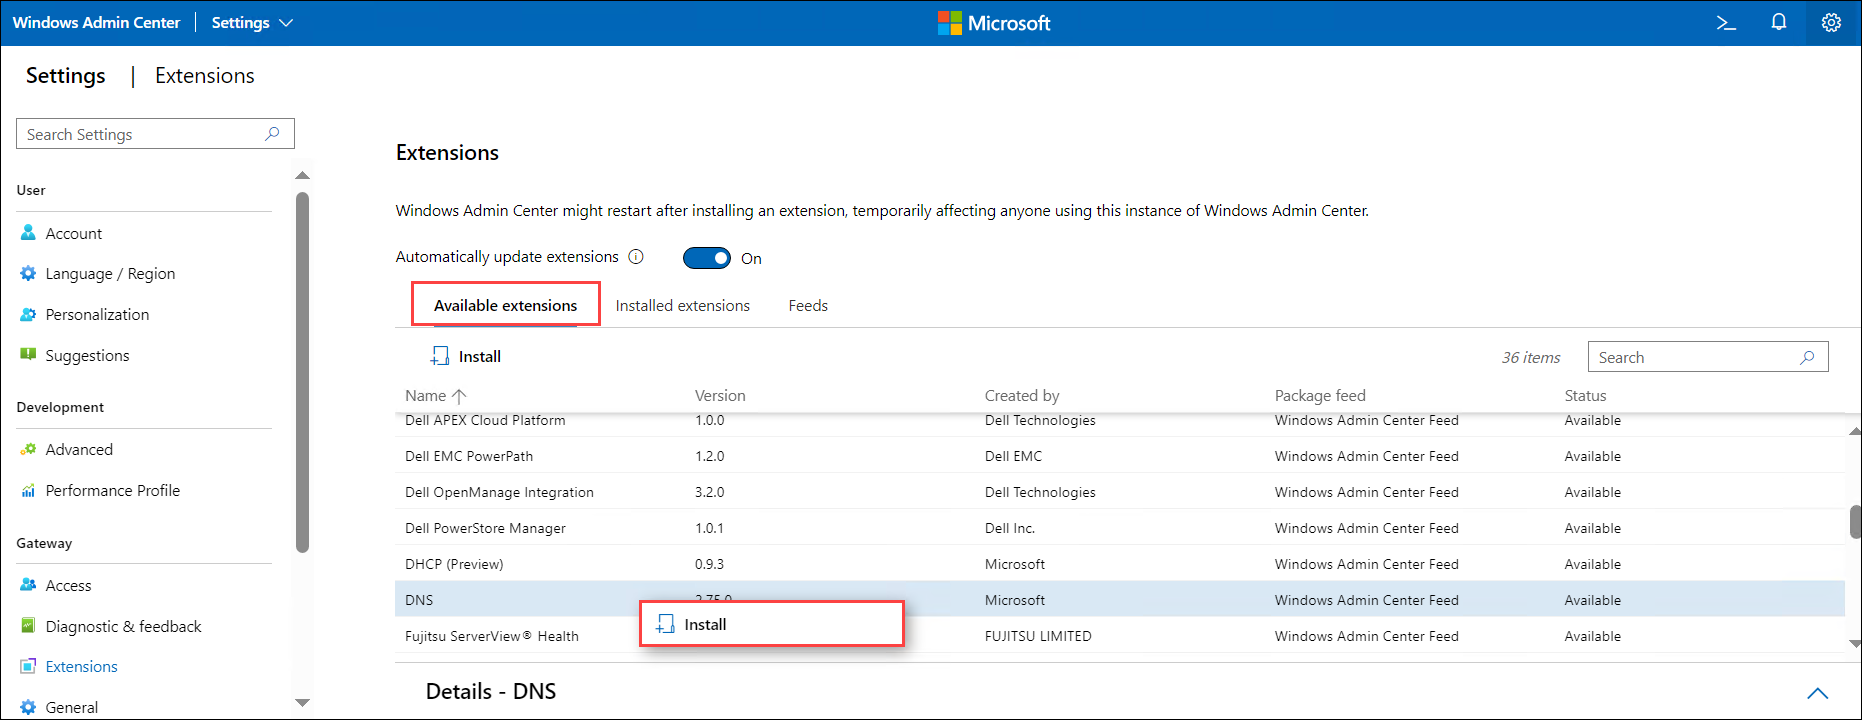 Windows Admin Center | Settings
Microsoft
Settings | Extensions
Search Settings
User
Account
Language / Region
Personalization
Suggestions
Development
Advanced
Performance Profile
Gateway
Access
Diagnostic & feedback
Extensions
General
Extensions
Windows Admin Center might restart after installing an extension, temporarily affecting anyone using this instance of Windows Admin Center.
Automatically update extensions On
Available extensions Installed extensions Feeds
Install 36 items Search
Name Version Created by Package feed Status
Dell APEX Cloud Platform 1.0.0 Dell Technologies Windows Admin Center Feed Available
Dell EMC PowerPath 1.2.0 Dell EMC Windows Admin Center Feed Available
Dell OpenManage Integration 3.2.0 Dell Technologies Windows Admin Center Feed Available
Dell PowerStore Manager 1.0.1 Dell Inc. Windows Admin Center Feed Available
DHCP (Preview) 0.9.3 Microsoft Windows Admin Center Feed Available
DNS 2.75.0 Microsoft Windows Admin Center Feed Available
Install
Fujitsu ServerView® Health FUJITSU LIMITED Windows Admin Center Feed Available
Details - DNS